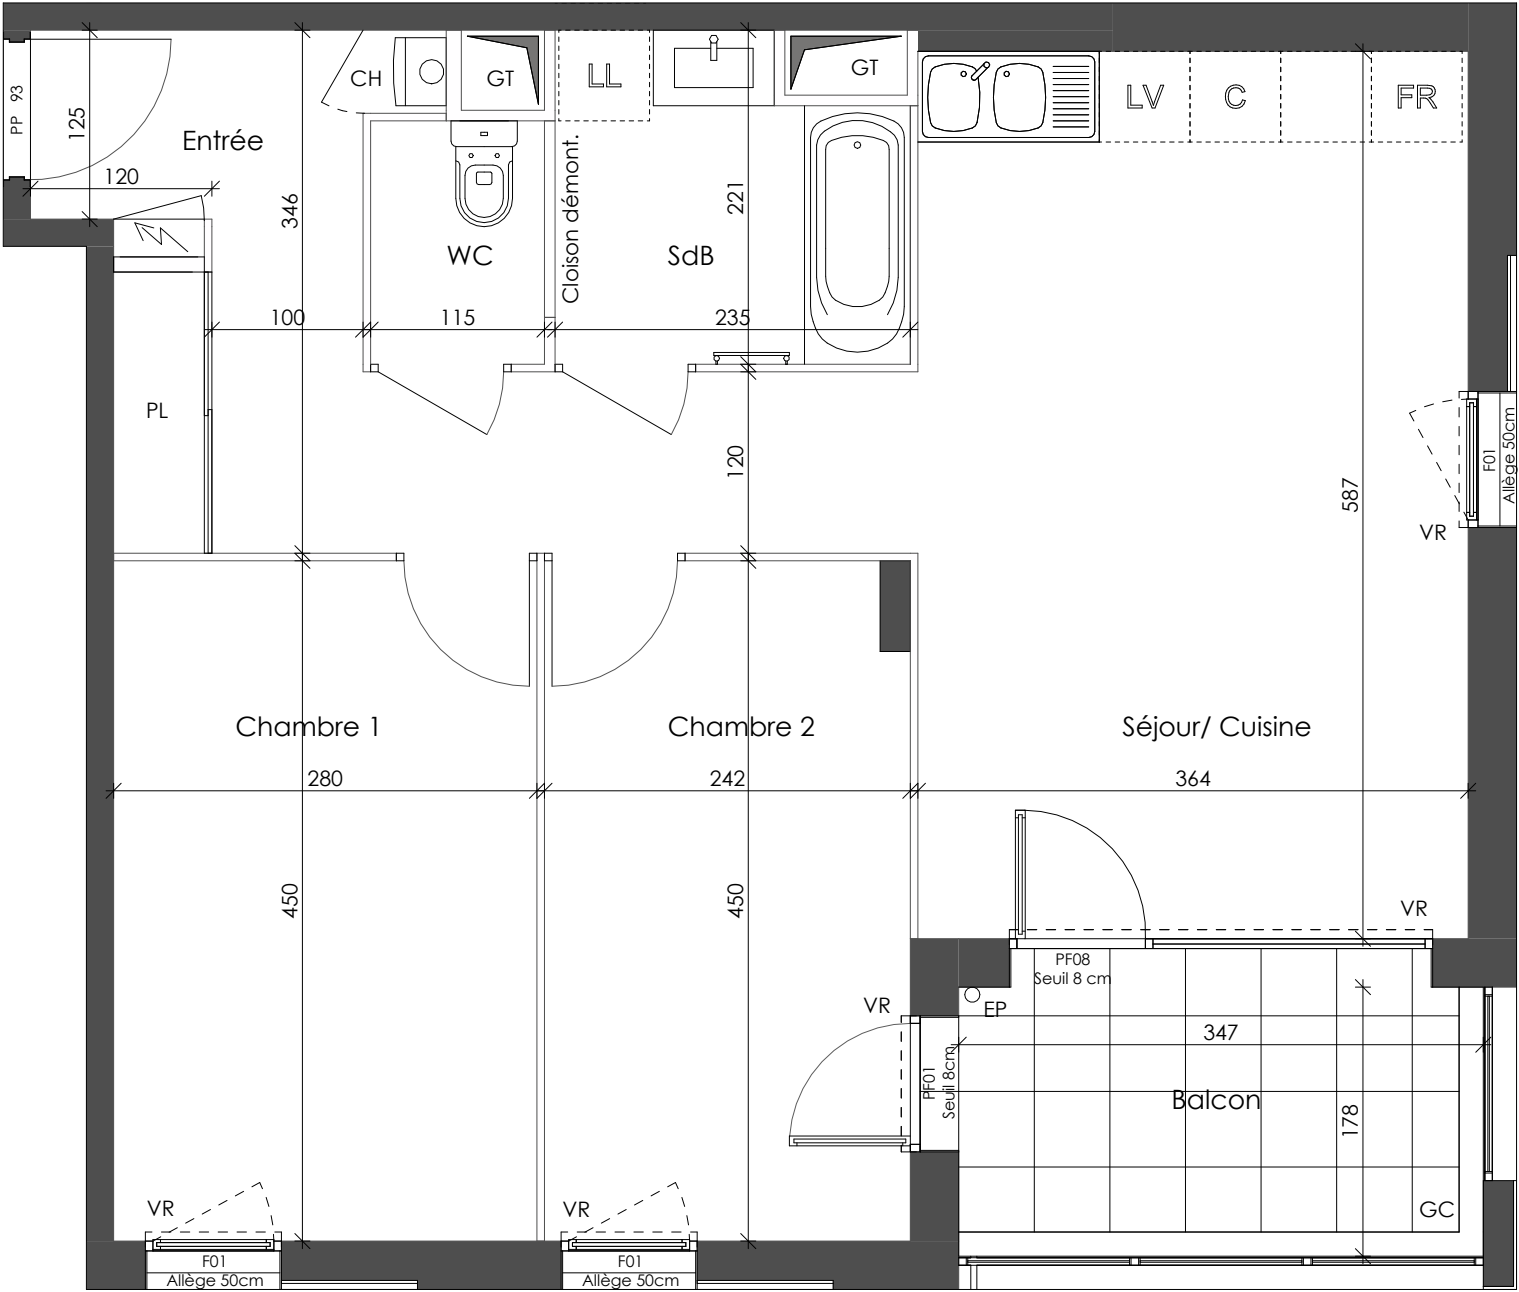 PP 93
125
Entrée
120
346
CH
GT
LL
GT
LV
C
FR
WC
Cloison démont.
221
SdB
100
115
235
PL
120
587
F01
Allège 50cm
VR
Chambre 1
Chambre 2
Séjour/ Cuisine
280
242
364
450
450
VR
PF08
Seuil 8 cm
VR
EP
347
PF01
Seuil 8cm
Balcon
178
GC
VR
VR
F01
Allège 50cm
F01
Allège 50cm